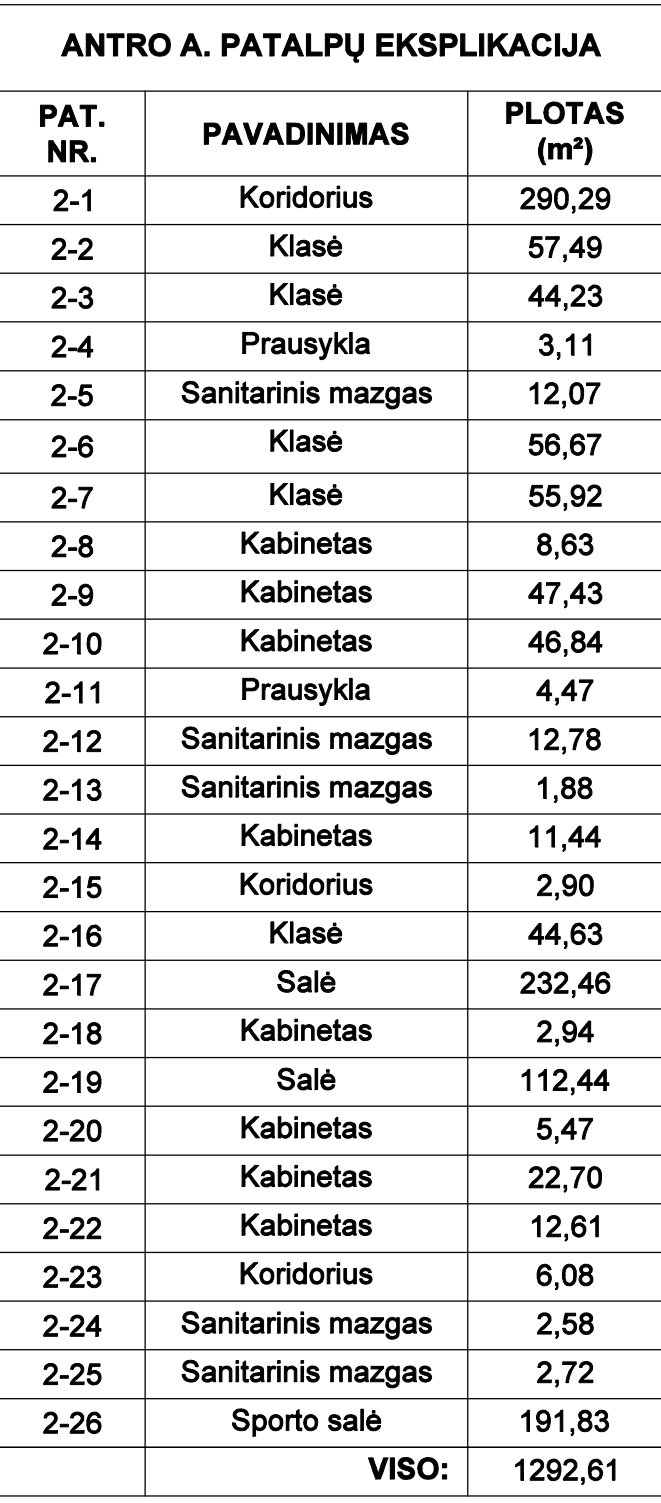 ANTRO A. PATALPŲ EKSPLIKACIJA
PAT. NR. PAVADINIMAS PLOTAS (m²)
2-1 Koridorius 290,29
2-2 Klasė 57,49
2-3 Klasė 44,23
2-4 Prausykla 3,11
2-5 Sanitarinis mazgas 12,07
2-6 Klasė 56,67
2-7 Klasė 55,92
2-8 Kabinetas 8,63
2-9 Kabinetas 47,43
2-10 Kabinetas 46,84
2-11 Prausykla 4,47
2-12 Sanitarinis mazgas 12,78
2-13 Sanitarinis mazgas 1,88
2-14 Kabinetas 11,44
2-15 Koridorius 2,90
2-16 Klasė 44,63
2-17 Salė 232,46
2-18 Kabinetas 2,94
2-19 Salė 112,44
2-20 Kabinetas 5,47
2-21 Kabinetas 22,70
2-22 Kabinetas 12,61
2-23 Koridorius 6,08
2-24 Sanitarinis mazgas 2,58
2-25 Sanitarinis mazgas 2,72
2-26 Sporto salė 191,83
VISO: 1292,61